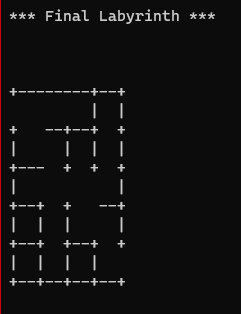 *** Final Labyrinth ***
+--------+--+
         |  |
+   --+--+  +
|     |  |  |
+---  +  +  +
|           |
+--+  +   --+
|  |  |     |
+--+  +--+  +
|  |  |  |
+--+--+--+--+